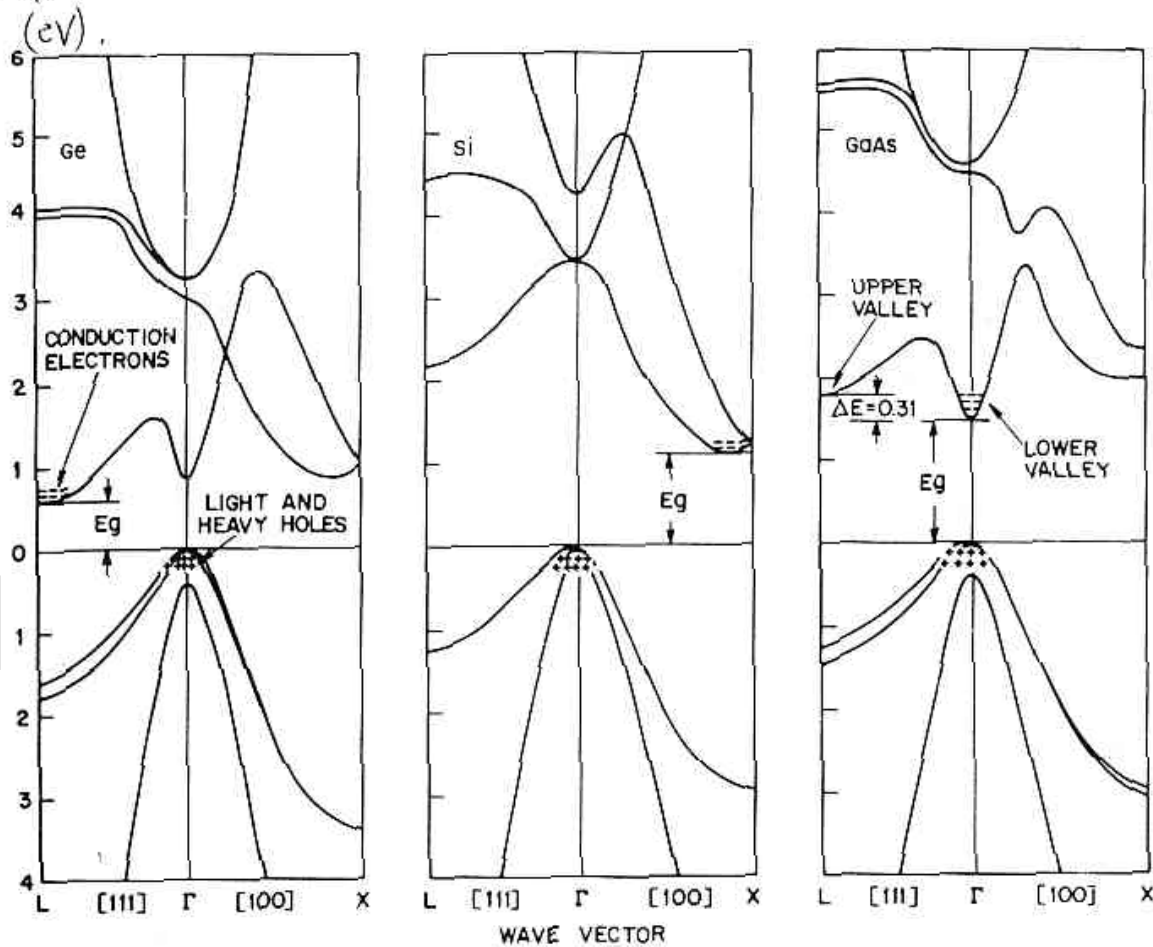 (eV).
6
5
4
3
2
1
0
1
2
3
4
Ge
CONDUCTION
ELECTRONS
Eg
LIGHT AND
HEAVY HOLES
L [111] Γ [100] X
Si
Eg
L [111] Γ [100] X
GaAs
UPPER
VALLEY
ΔE=0.31
LOWER
VALLEY
Eg
L [111] Γ [100] X
WAVE VECTOR